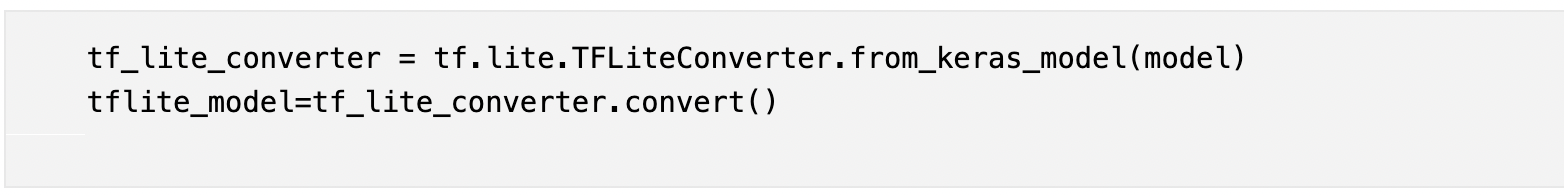 tf_lite_converter = tf.lite.TFLiteConverter.from_keras_model(model)
tflite_model=tf_lite_converter.convert()